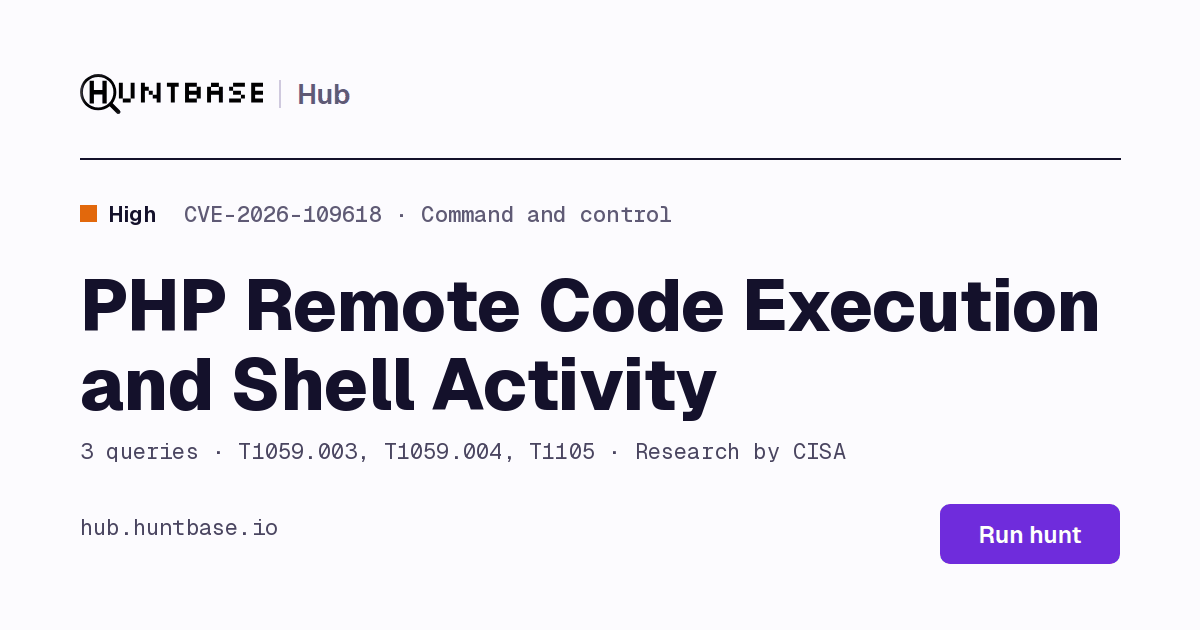 HUNTBASE | Hub
High CVE-2026-109618 · Command and control
PHP Remote Code Execution
and Shell Activity
3 queries · T1059.003, T1059.004, T1105 · Research by CISA
hub.huntbase.io
Run hunt